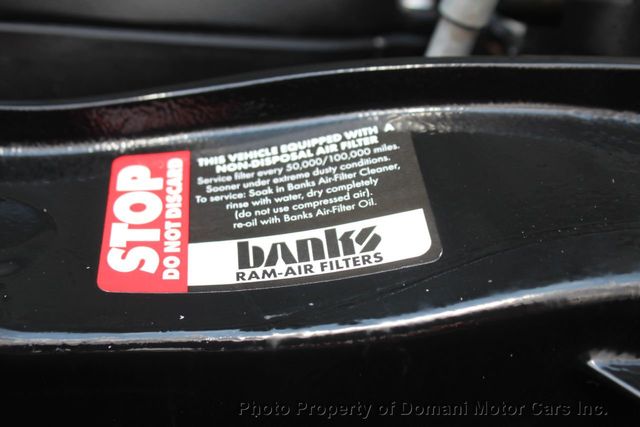 STOP
DO NOT DISCARD
THIS VEHICLE EQUIPPED WITH A
NON-DISPOSAL AIR FILTER
Service filter every 50,000/100,000 miles.
Sooner under extreme dusty conditions.
To service: Soak in Banks Air-Filter Cleaner,
rinse with water, dry completely
(do not use compressed air).
re-oil with Banks Air-Filter Oil.
banks
RAM-AIR FILTERS
Photo Property of Domani Motor Cars Inc.